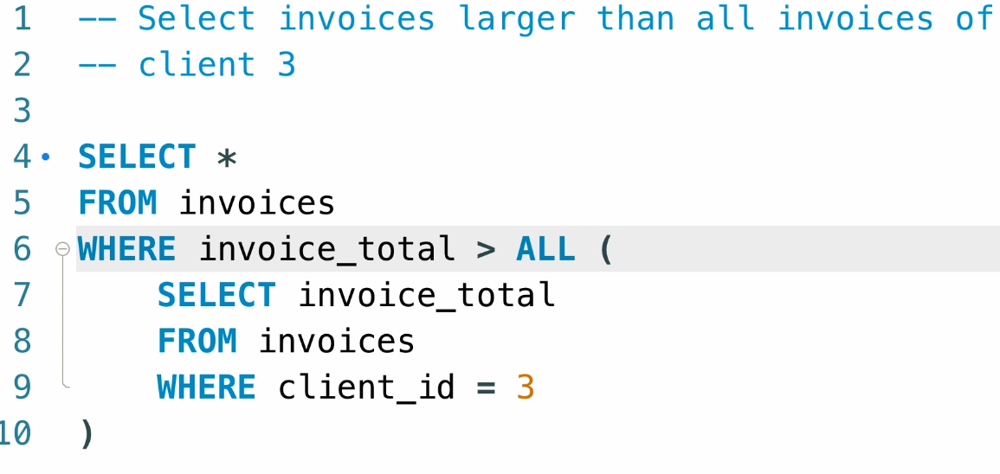 1 -- Select invoices larger than all invoices of
2 -- client 3
3
4 SELECT *
5 FROM invoices
6 WHERE invoice_total > ALL (
7     SELECT invoice_total
8     FROM invoices
9     WHERE client_id = 3
10 )